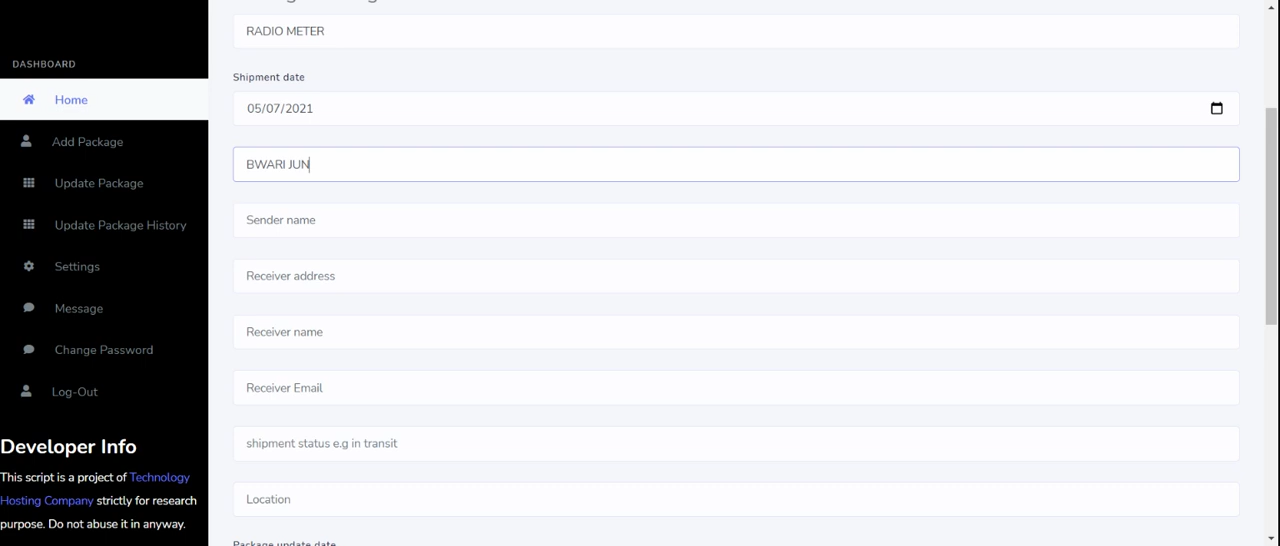 DASHBOARD
Home
Add Package
Update Package
Update Package History
Settings
Message
Change Password
Log-Out
Developer Info
This script is a project of Technology
Hosting Company strictly for research
purpose. Do not abuse it in anyway.
RADIO METER
Shipment date
05/07/2021
BWARI JUN
Sender name
Receiver address
Receiver name
Receiver Email
shipment status e.g in transit
Location
Package update date